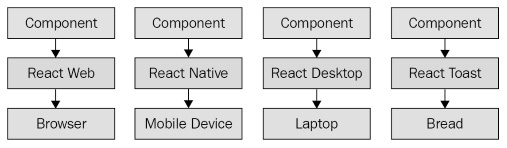 Component Component Component Component
React Web React Native React Desktop React Toast
Browser Mobile Device Laptop Bread